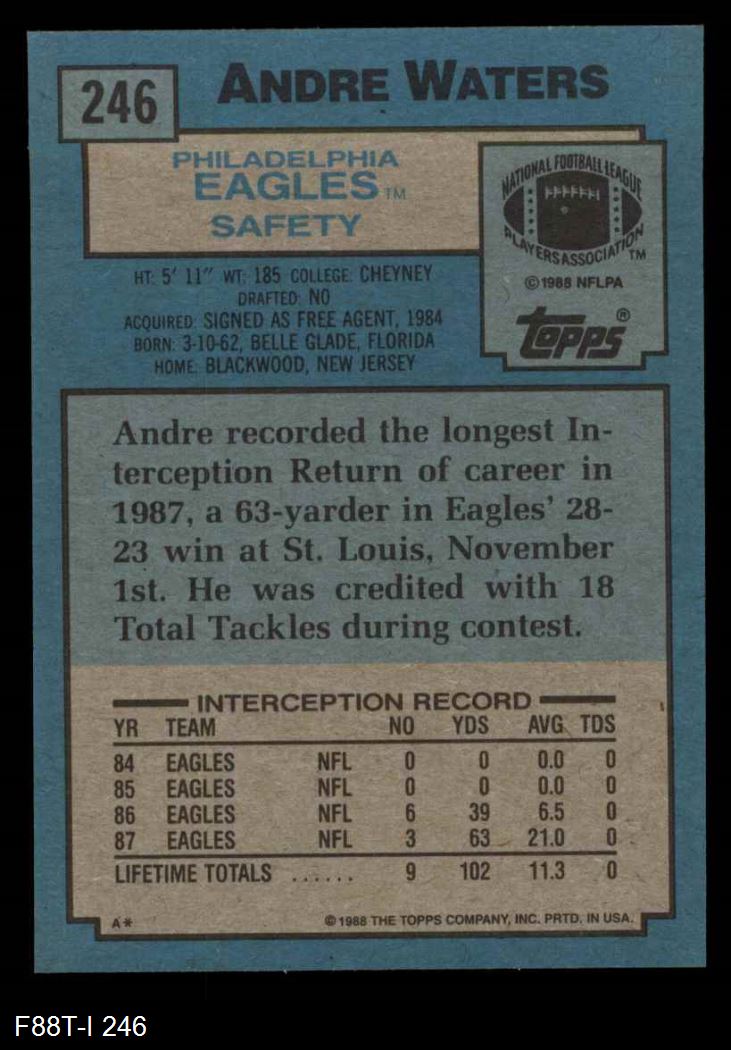 246
ANDRE WATERS
PHILADELPHIA
EAGLES TM
SAFETY
NATIONAL FOOTBALL LEAGUE
PLAYERS ASSOCIATION TM
© 1988 NFLPA
topps®
HT: 5' 11" WT: 185 COLLEGE: CHEYNEY
DRAFTED: NO
ACQUIRED: SIGNED AS FREE AGENT, 1984
BORN: 3-10-62, BELLE GLADE, FLORIDA
HOME: BLACKWOOD, NEW JERSEY
Andre recorded the longest In-
terception Return of career in
1987, a 63-yarder in Eagles' 28-
23 win at St. Louis, November
1st. He was credited with 18
Total Tackles during contest.
INTERCEPTION RECORD
YR TEAM NO YDS AVG TDS
84 EAGLES NFL 0 0 0.0 0
85 EAGLES NFL 0 0 0.0 0
86 EAGLES NFL 6 39 6.5 0
87 EAGLES NFL 3 63 21.0 0
LIFETIME TOTALS ...... 9 102 11.3 0
A* © 1988 THE TOPPS COMPANY, INC. PRTD. IN USA.
F88T-I 246